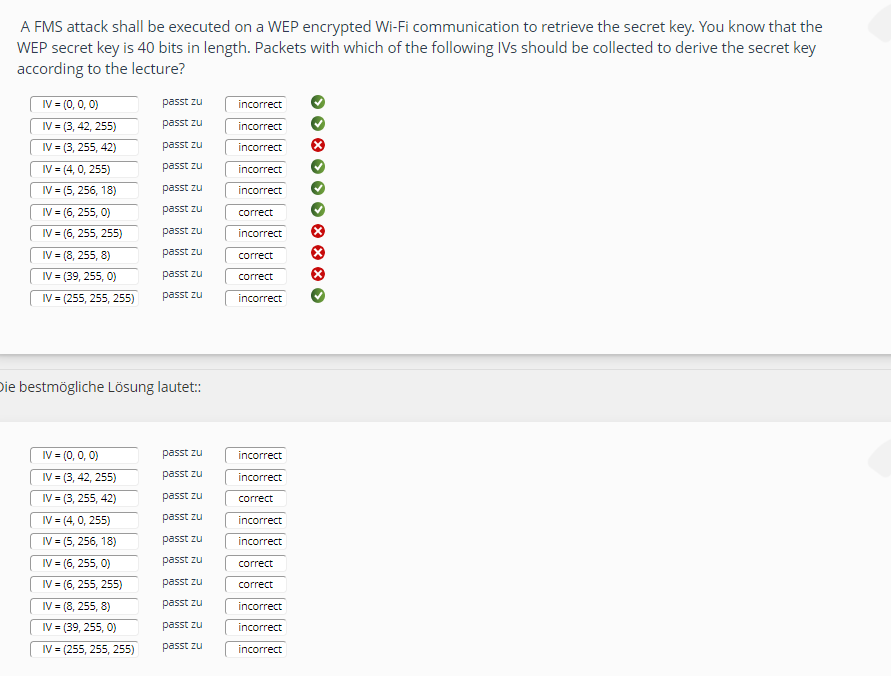 A FMS attack shall be executed on a WEP encrypted Wi-Fi communication to retrieve the secret key. You know that the
WEP secret key is 40 bits in length. Packets with which of the following IVs should be collected to derive the secret key
according to the lecture?
IV = (0, 0, 0) passt zu incorrect
IV = (3, 42, 255) passt zu incorrect
IV = (3, 255, 42) passt zu incorrect
IV = (4, 0, 255) passt zu incorrect
IV = (5, 256, 18) passt zu incorrect
IV = (6, 255, 0) passt zu correct
IV = (6, 255, 255) passt zu incorrect
IV = (8, 255, 8) passt zu correct
IV = (39, 255, 0) passt zu correct
IV = (255, 255, 255) passt zu incorrect
Die bestmögliche Lösung lautet::
IV = (0, 0, 0) passt zu incorrect
IV = (3, 42, 255) passt zu incorrect
IV = (3, 255, 42) passt zu correct
IV = (4, 0, 255) passt zu incorrect
IV = (5, 256, 18) passt zu incorrect
IV = (6, 255, 0) passt zu correct
IV = (6, 255, 255) passt zu correct
IV = (8, 255, 8) passt zu incorrect
IV = (39, 255, 0) passt zu incorrect
IV = (255, 255, 255) passt zu incorrect